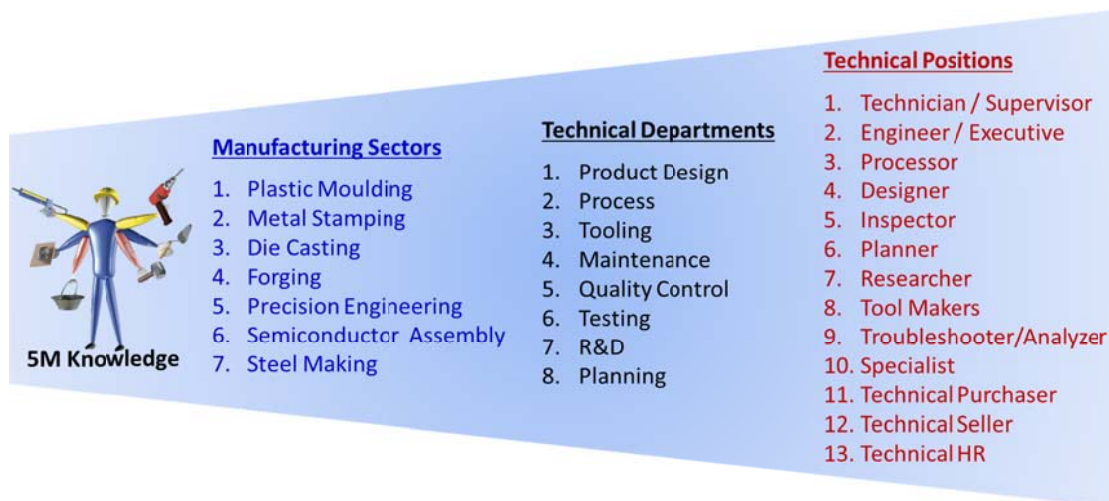 5M Knowledge
Manufacturing Sectors
1. Plastic Moulding
2. Metal Stamping
3. Die Casting
4. Forging
5. Precision Engineering
6. Semiconductor Assembly
7. Steel Making
Technical Departments
1. Product Design
2. Process
3. Tooling
4. Maintenance
5. Quality Control
6. Testing
7. R&D
8. Planning
Technical Positions
1. Technician / Supervisor
2. Engineer / Executive
3. Processor
4. Designer
5. Inspector
6. Planner
7. Researcher
8. Tool Makers
9. Troubleshooter/Analyzer
10. Specialist
11. Technical Purchaser
12. Technical Seller
13. Technical HR